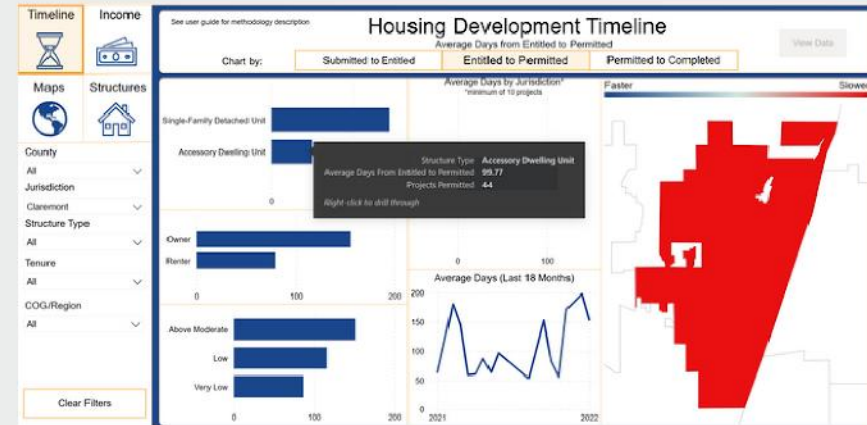 Timeline
Income
See user guide for methodology description
Housing Development Timeline
Average Days from Entitled to Permitted
View Data
Chart by:
Submitted to Entitled
Entitled to Permitted
Permitted to Completed
Maps
Structures
County
All
Jurisdiction
Claremont
Structure Type
All
Tenure
All
COG/Region
All
Clear Filters
Single-Family Detached Unit
Accessory Dwelling Unit
0
Structure Type Accessory Dwelling Unit
Average Days From Entitled to Permitted 99.77
Projects Permitted 44
Right-click to drill through
Owner
Renter
0
100
200
Above Moderate
Low
Very Low
0
100
200
Average Days by Jurisdiction*
*minimum of 10 projects
0
100
Average Days (Last 18 Months)
200
150
100
50
0
2021
2022
Faster
Slower